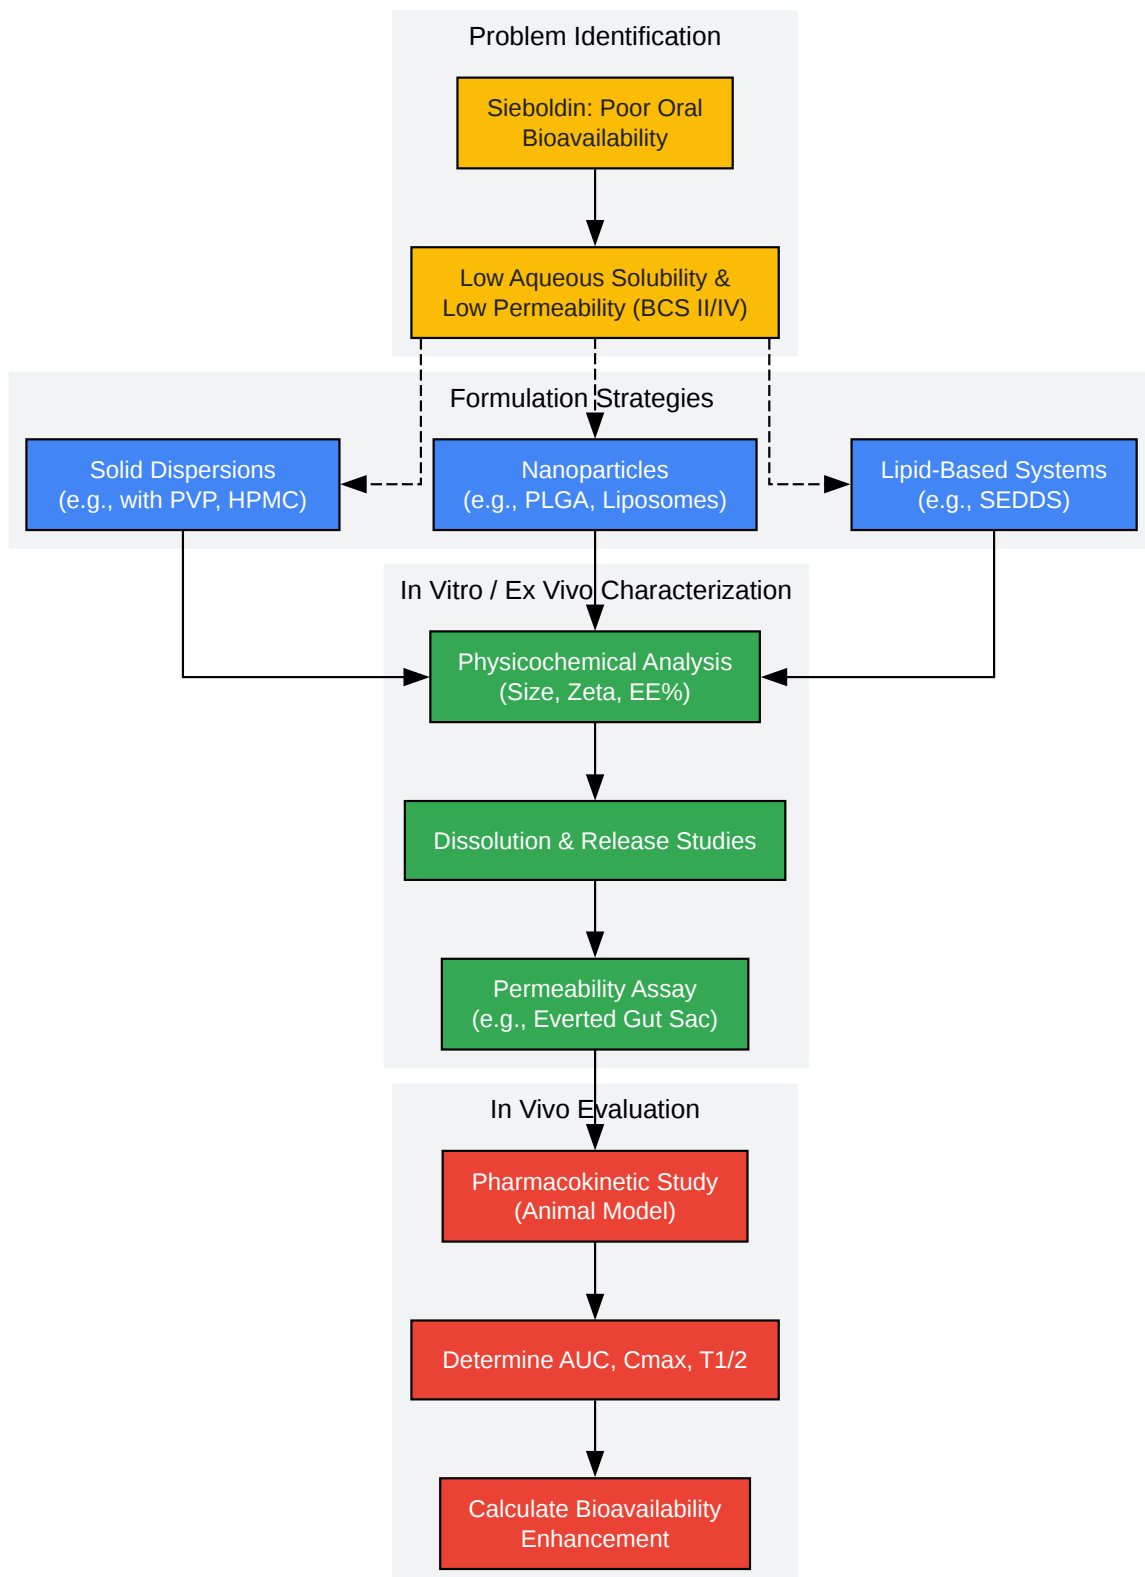 Problem Identification
Sieboldin: Poor Oral
Bioavailability
Low Aqueous Solubility &
Low Permeability (BCS II/IV)
Formulation Strategies
Solid Dispersions
(e.g., with PVP, HPMC)
Nanoparticles
(e.g., PLGA, Liposomes)
Lipid-Based Systems
(e.g., SEDDS)
In Vitro / Ex Vivo Characterization
Physicochemical Analysis
(Size, Zeta, EE%)
Dissolution & Release Studies
Permeability Assay
(e.g., Everted Gut Sac)
In Vivo Evaluation
Pharmacokinetic Study
(Animal Model)
Determine AUC, Cmax, T1/2
Calculate Bioavailability
Enhancement